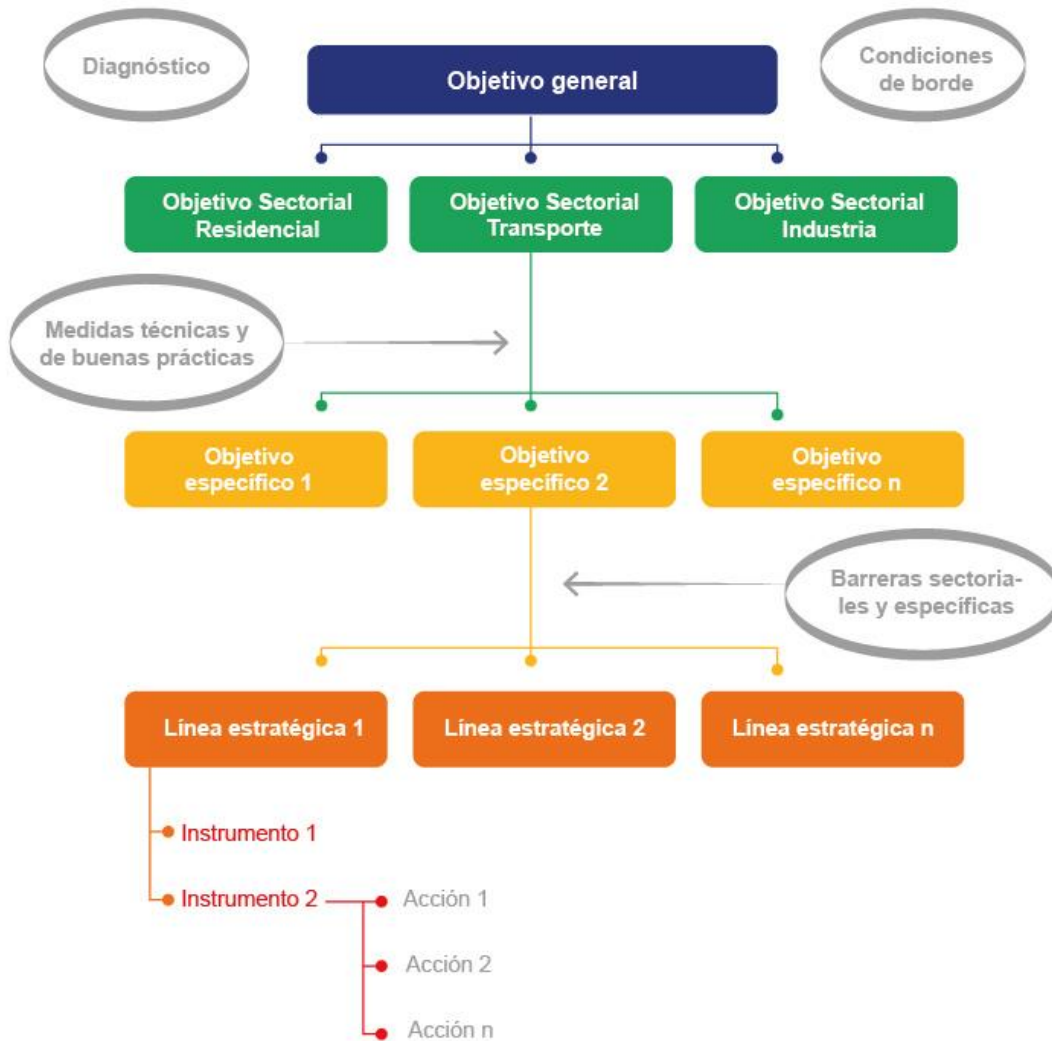 Diagnóstico
Objetivo general
Condiciones
de borde
Objetivo Sectorial
Residencial
Objetivo Sectorial
Transporte
Objetivo Sectorial
Industria
Medidas técnicas y
de buenas prácticas
Objetivo
específico 1
Objetivo
específico 2
Objetivo
específico n
Barreras sectoria-
les y específicas
Línea estratégica 1
Línea estratégica 2
Línea estratégica n
Instrumento 1
Instrumento 2
Acción 1
Acción 2
Acción n